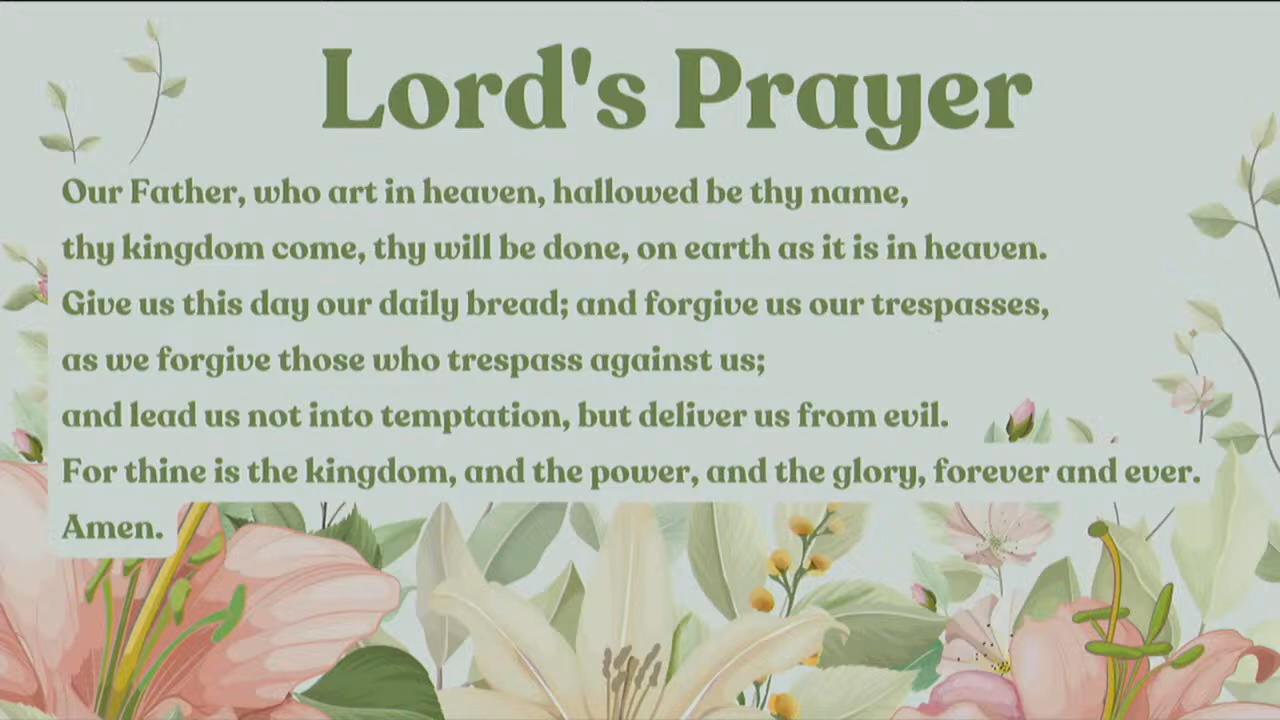 Lord's Prayer
Our Father, who art in heaven, hallowed be thy name,
thy kingdom come, thy will be done, on earth as it is in heaven.
Give us this day our daily bread; and forgive us our trespasses,
as we forgive those who trespass against us;
and lead us not into temptation, but deliver us from evil.
For thine is the kingdom, and the power, and the glory, forever and ever.
Amen.